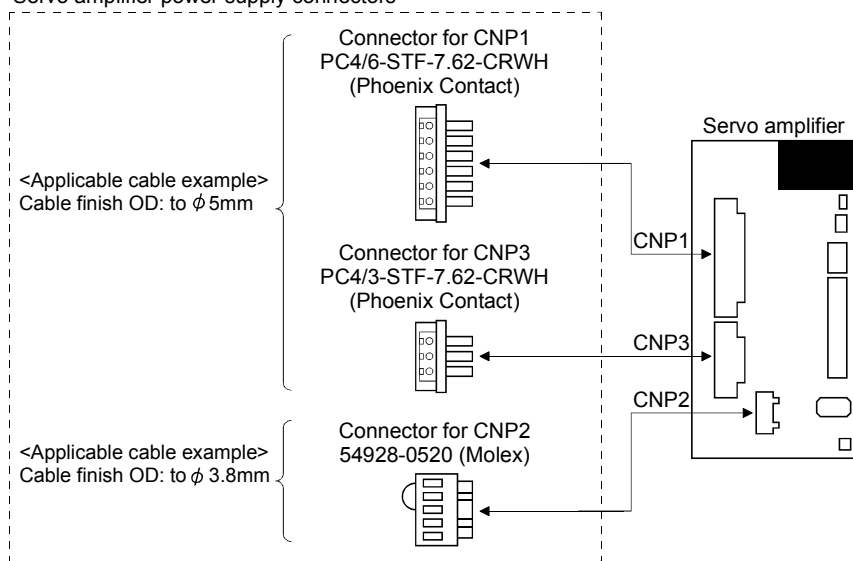 Servo amplifier power supply connectors
Connector for CNP1
PC4/6-STF-7.62-CRWH
(Phoenix Contact)
Servo amplifier
<Applicable cable example>
Cable finish OD: to ϕ 5mm
CNP1
Connector for CNP3
PC4/3-STF-7.62-CRWH
(Phoenix Contact)
CNP3
CNP2
<Applicable cable example>
Cable finish OD: to ϕ 3.8mm
Connector for CNP2
54928-0520 (Molex)